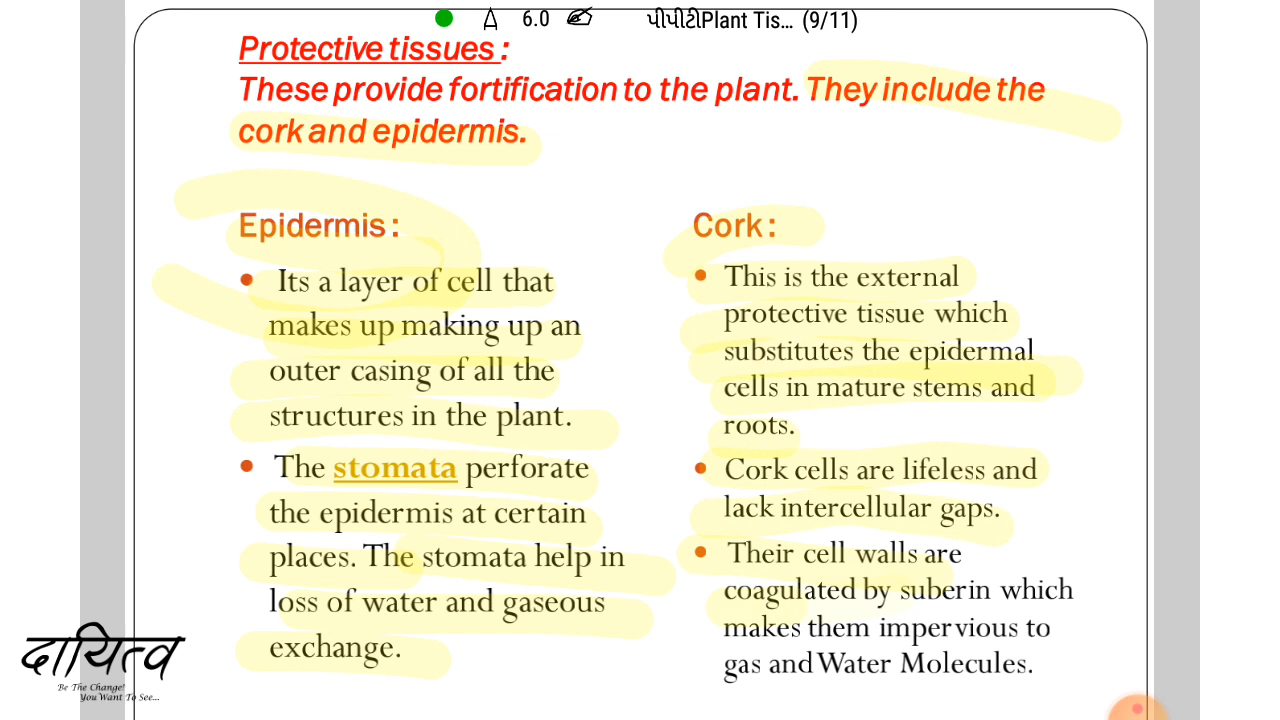 6.0 પીપીટીPlant Tis... (9/11)
Protective tissues :
These provide fortification to the plant. They include the
cork and epidermis.
Epidermis :
• Its a layer of cell that
makes up making up an
outer casing of all the
structures in the plant.
• The stomata perforate
the epidermis at certain
places. The stomata help in
loss of water and gaseous
exchange.
Cork :
• This is the external
protective tissue which
substitutes the epidermal
cells in mature stems and
roots.
• Cork cells are lifeless and
lack intercellular gaps.
• Their cell walls are
coagulated by suberin which
makes them impervious to
gas and Water Molecules.
दायित्व
Be The Change!
You Want To See...